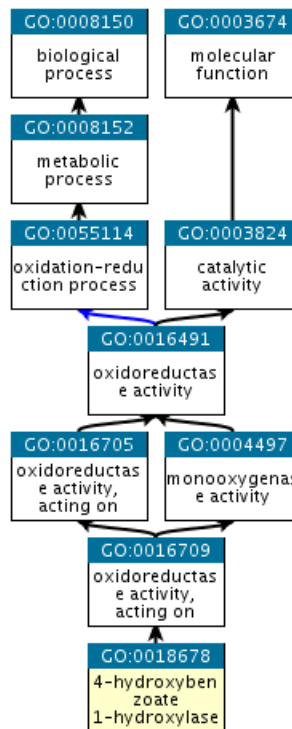 GO:0008150
biological
process
GO:0003674
molecular
function
GO:0008152
metabolic
process
GO:0055114
oxidation-redu
ction process
GO:0003824
catalytic
activity
GO:0016491
oxidoreductas
e activity
GO:0016705
oxidoreductas
e activity,
acting on
GO:0004497
monooxygenas
e activity
GO:0016709
oxidoreductas
e activity,
acting on
GO:0018678
4-hydroxyben
zoate
1-hydroxylase